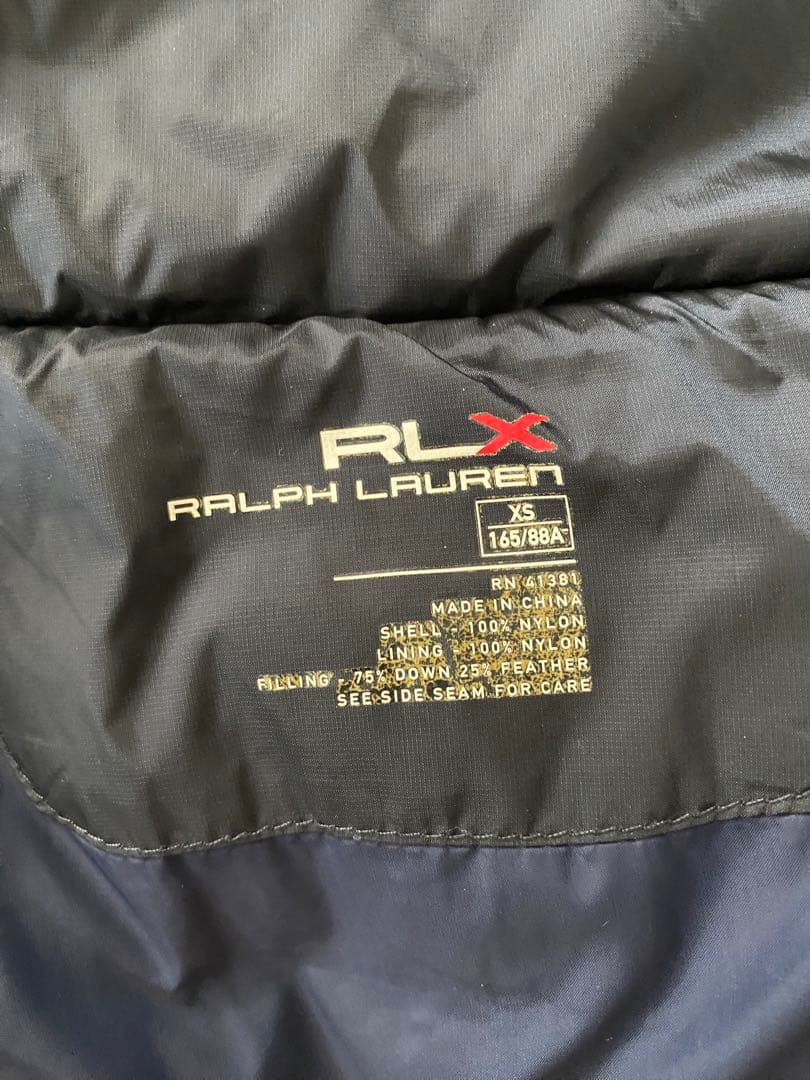 RLX
RALPH LAUREN
XS
165/88A
RN 41381
MADE IN CHINA
SHELL - 100% NYLON
LINING - 100% NYLON
FILLING - 75% DOWN 25% FEATHER
SEE SIDE SEAM FOR CARE